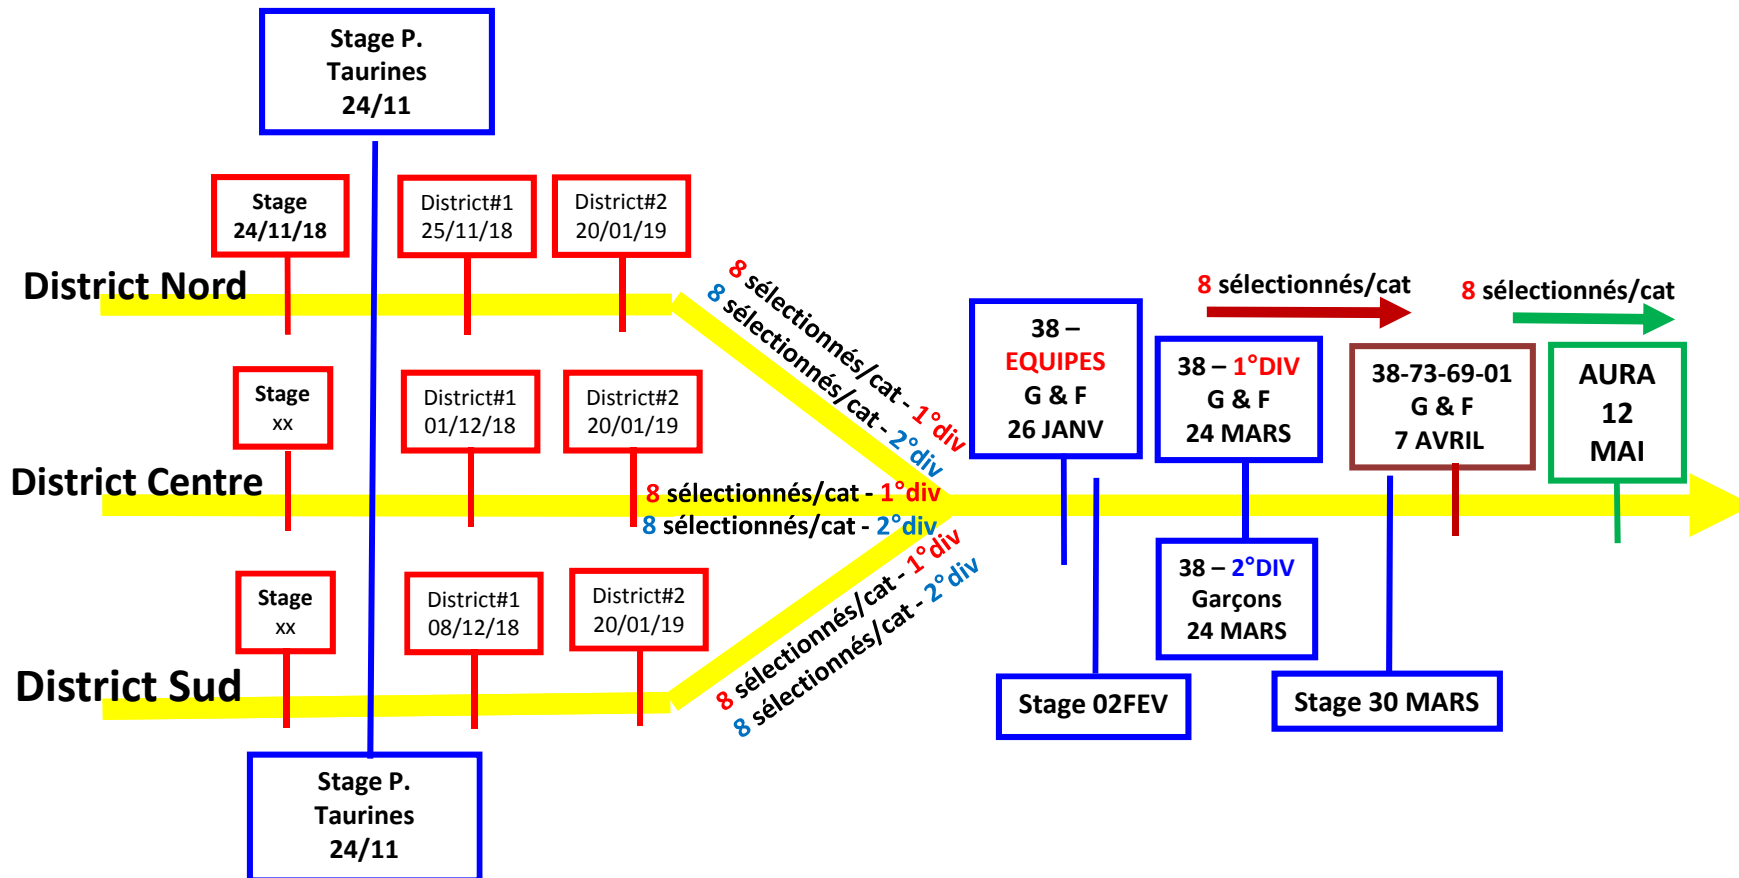 Stage P.
Taurines
24/11
Stage
24/11/18
District#1
25/11/18
District#2
20/01/19
District Nord
8 sélectionnés/cat - 1°div
8 sélectionnés/cat - 2°div
Stage
xx
District#1
01/12/18
District#2
20/01/19
District Centre
8 sélectionnés/cat - 1°div
8 sélectionnés/cat - 2°div
Stage
xx
District#1
08/12/18
District#2
20/01/19
District Sud
8 sélectionnés/cat - 1°div
8 sélectionnés/cat - 2°div
Stage P.
Taurines
24/11
38 –
EQUIPES
G & F
26 JANV
Stage 02FEV
38 – 1°DIV
G & F
24 MARS
38 – 2°DIV
Garçons
24 MARS
8 sélectionnés/cat
38-73-69-01
G & F
7 AVRIL
Stage 30 MARS
8 sélectionnés/cat
AURA
12
MAI